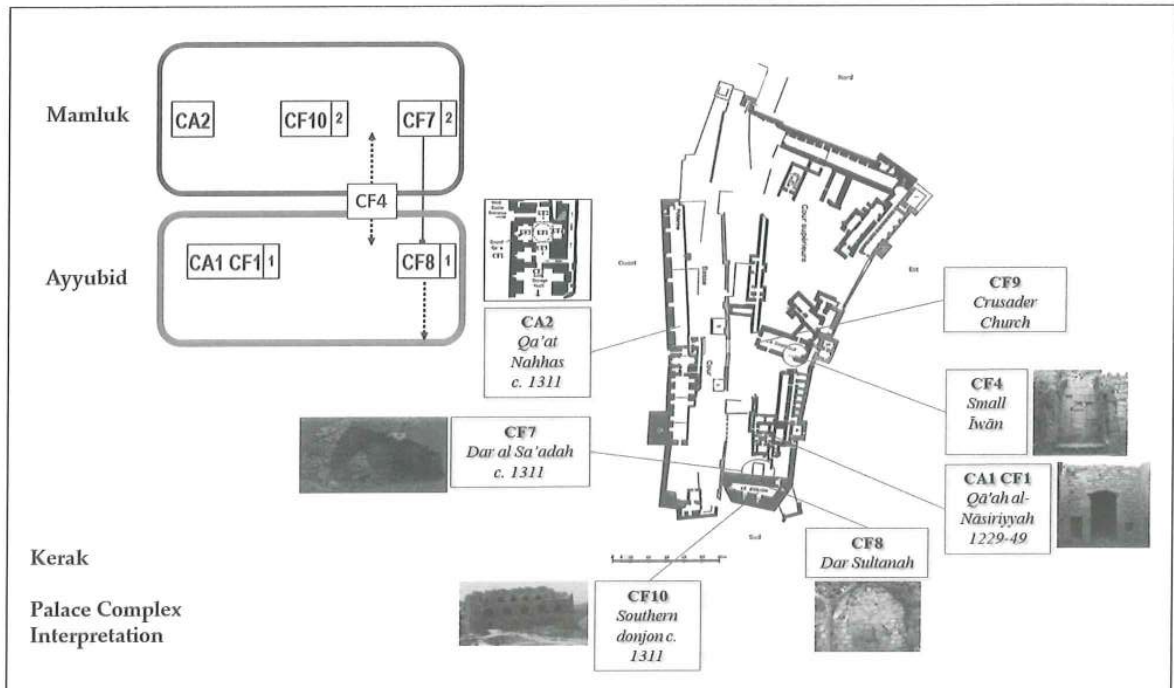 Mamluk
CA2
CF10 2
CF7 2
CF4
Ayyubid
CA1 CF1 1
CF8 1
CA2
Qa'at
Nahhas
c. 1311
CF7
Dar al Sa'adah
c. 1311
Nord
Cour supérieure
Ouest
Est
Basse
Cour
Sud
CF9
Crusader
Church
CF4
Small
Īwān
CA1 CF1
Qā'ah al-
Nāsiriyyah
1229-49
CF8
Dar Sultanah
CF10
Southern
donjon c.
1311
Kerak
Palace Complex
Interpretation